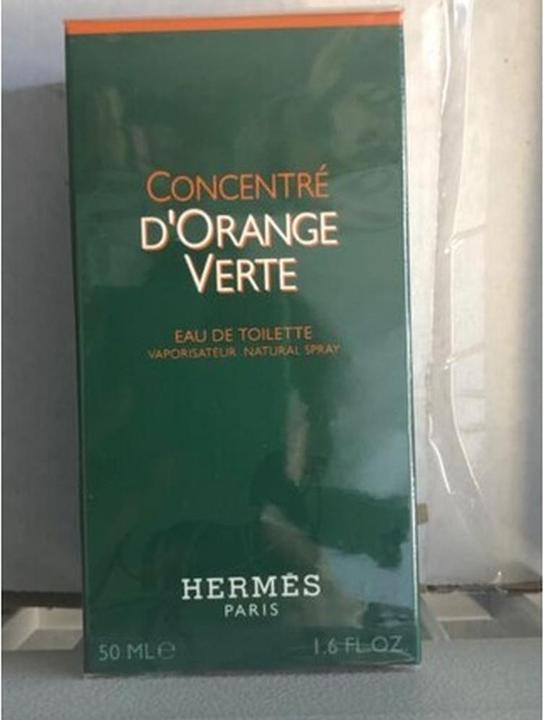 CONCENTRÉ
D'ORANGE
VERTE
EAU DE TOILETTE
VAPORISATEUR NATURAL SPRAY
HERMÈS
PARIS
50 ML℮ 1.6 FL.OZ